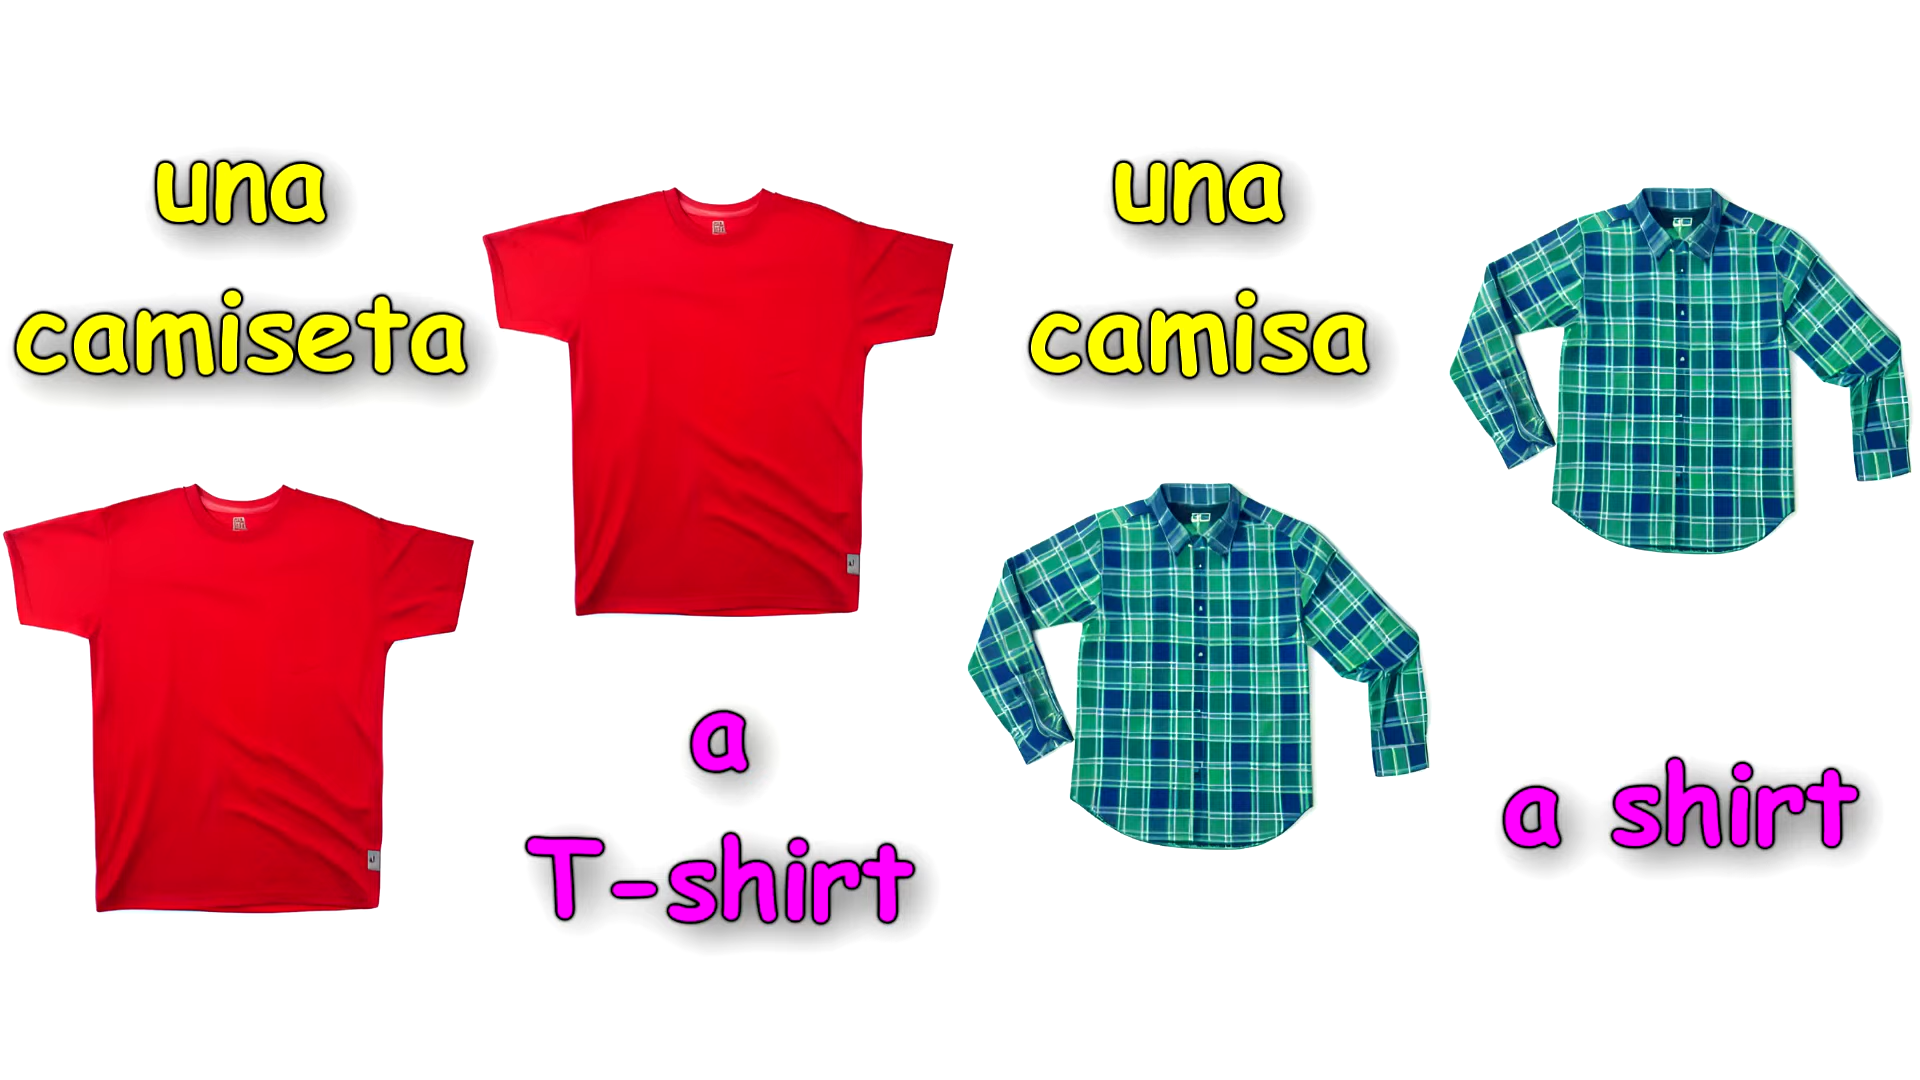 una
camiseta
a
T-shirt
una
camisa
a shirt